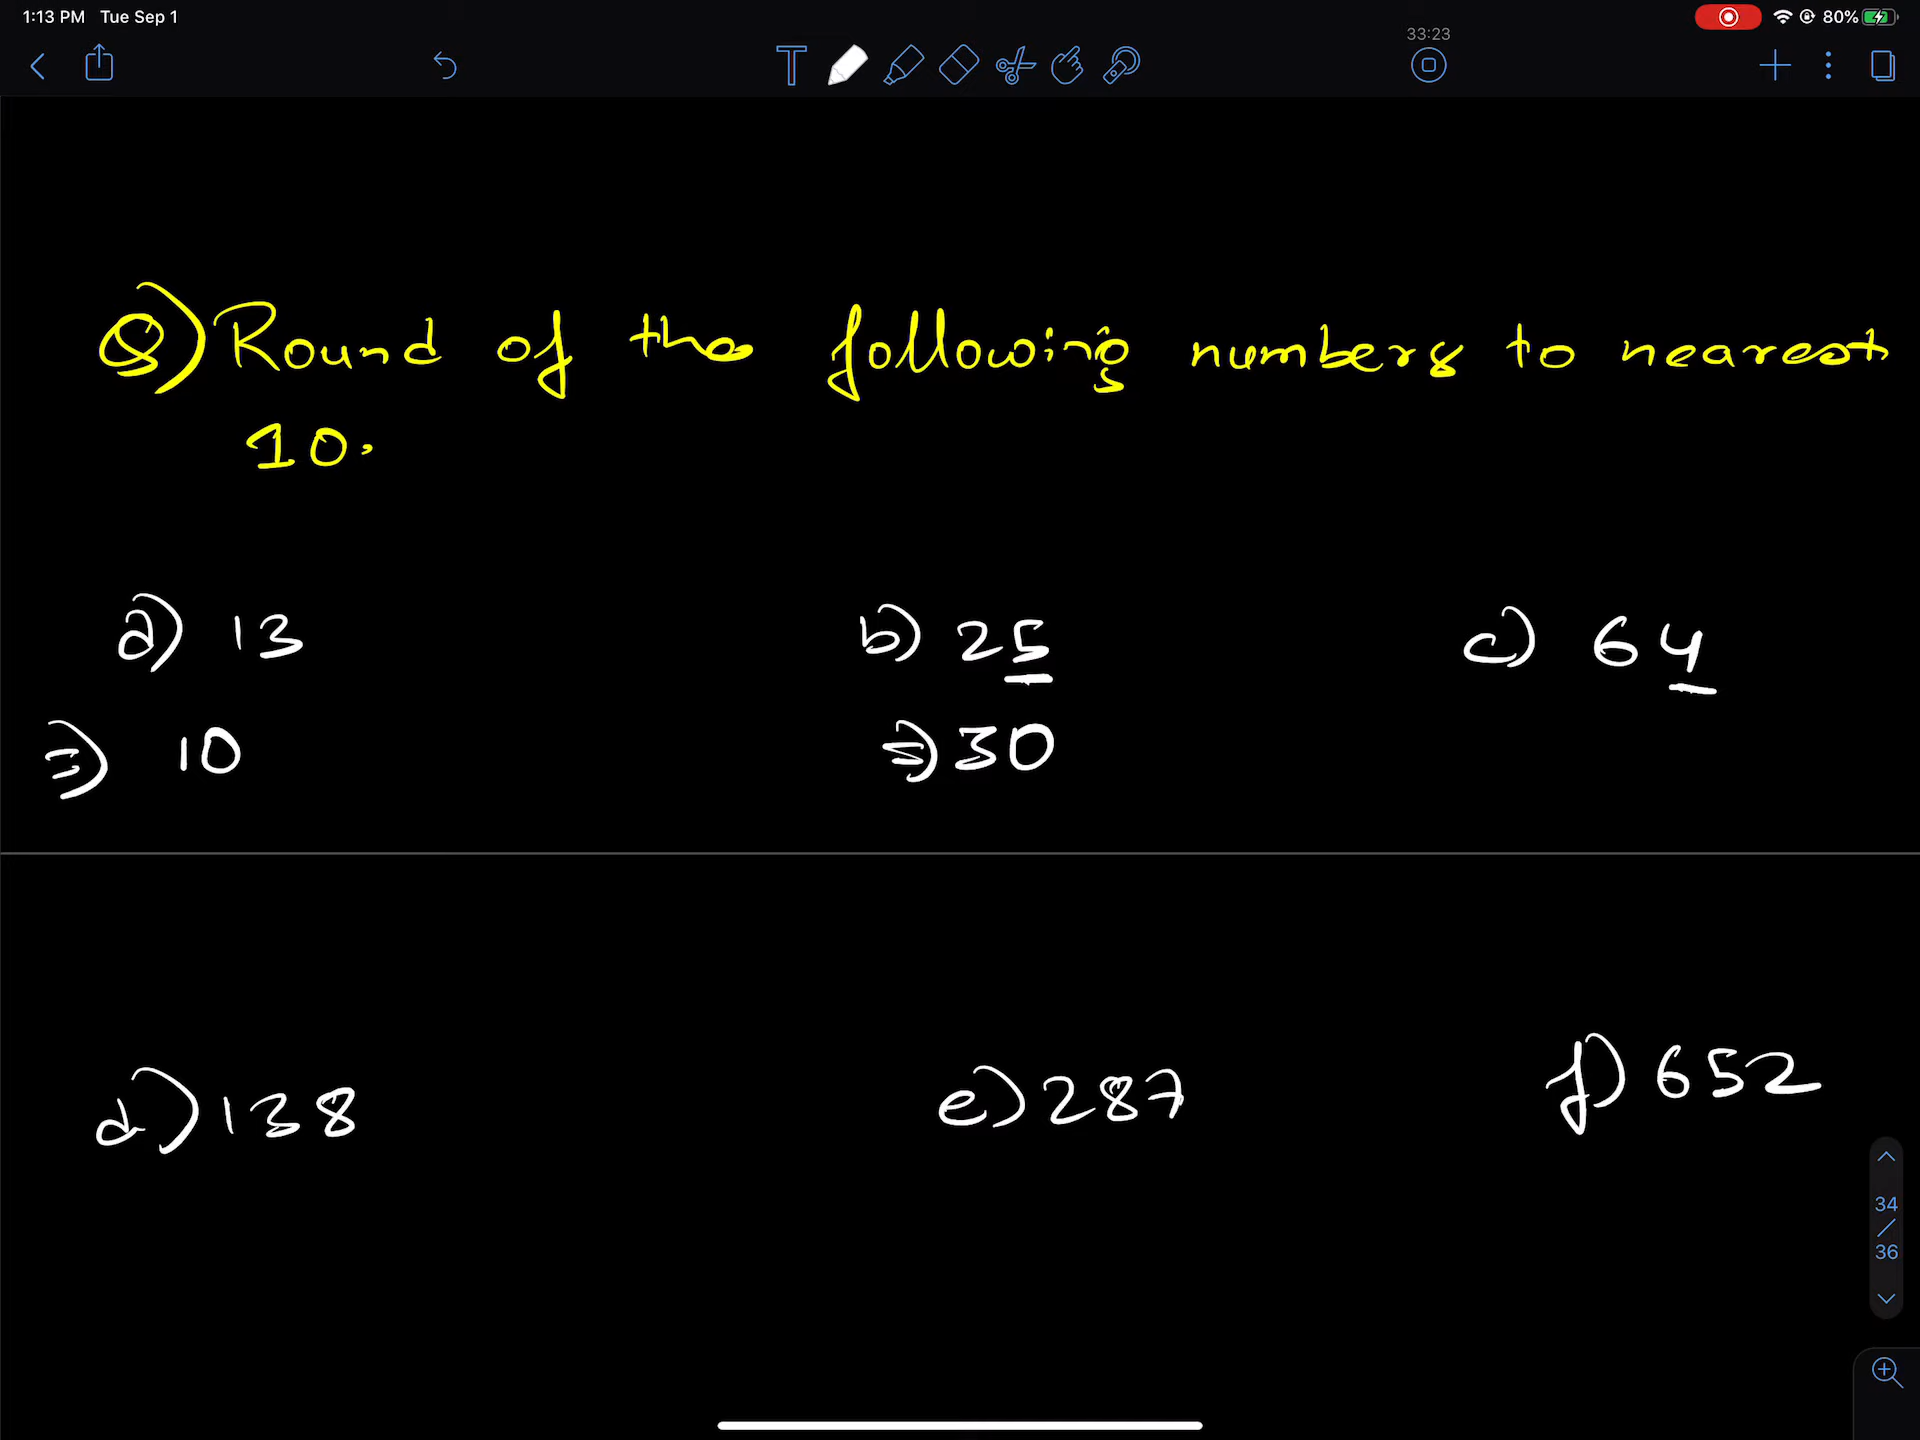 1:13 PM Tue Sep 1
80%
33:23
T
Q) Round of the following numbers to nearest
10.
a) 13
b) 25
c) 64
=) 10
=) 30
d) 138
e) 287
f) 652
34
/
36